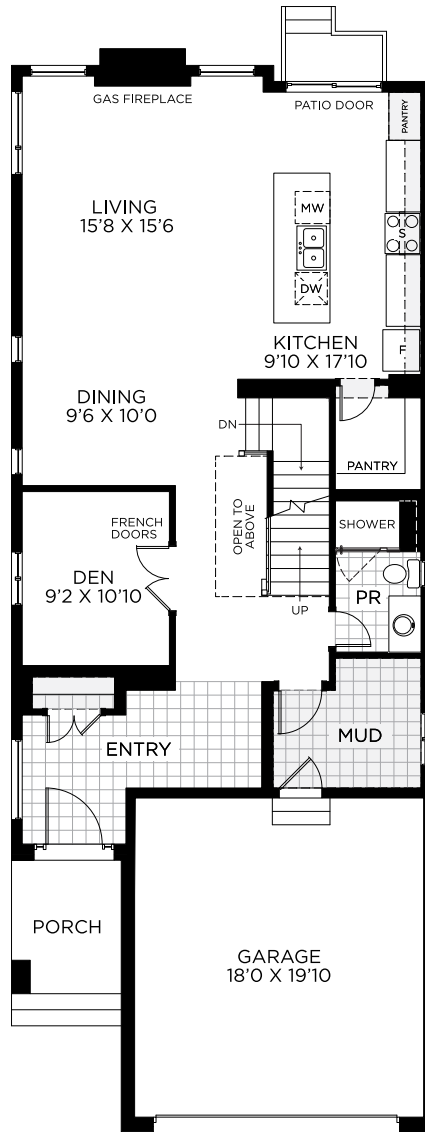 GAS FIREPLACE
PATIO DOOR
PANTRY
LIVING
15'8 X 15'6
MW
S
DW
KITCHEN
9'10 X 17'10
F
DINING
9'6 X 10'0
DN
PANTRY
OPEN TO
ABOVE
FRENCH
DOORS
SHOWER
DEN
9'2 X 10'10
PR
UP
ENTRY
MUD
PORCH
GARAGE
18'0 X 19'10